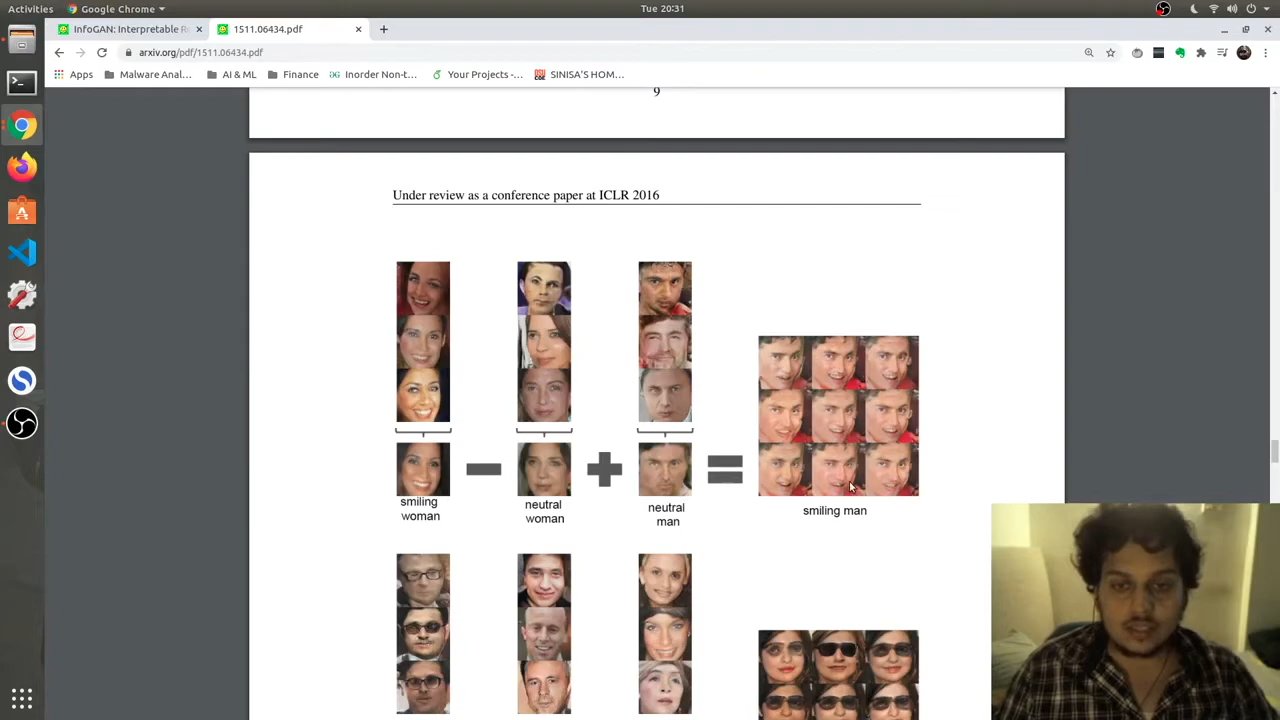 Activities
Google Chrome
Tue 20:31
InfoGAN: Interpretable R
1511.06434.pdf
arxiv.org/pdf/1511.06434.pdf
Apps
Malware Anal…
AI & ML
Finance
Inorder Non-t…
Your Projects -…
SINISA'S HOM…
9
Under review as a conference paper at ICLR 2016
smiling
woman
neutral
woman
neutral
man
smiling man